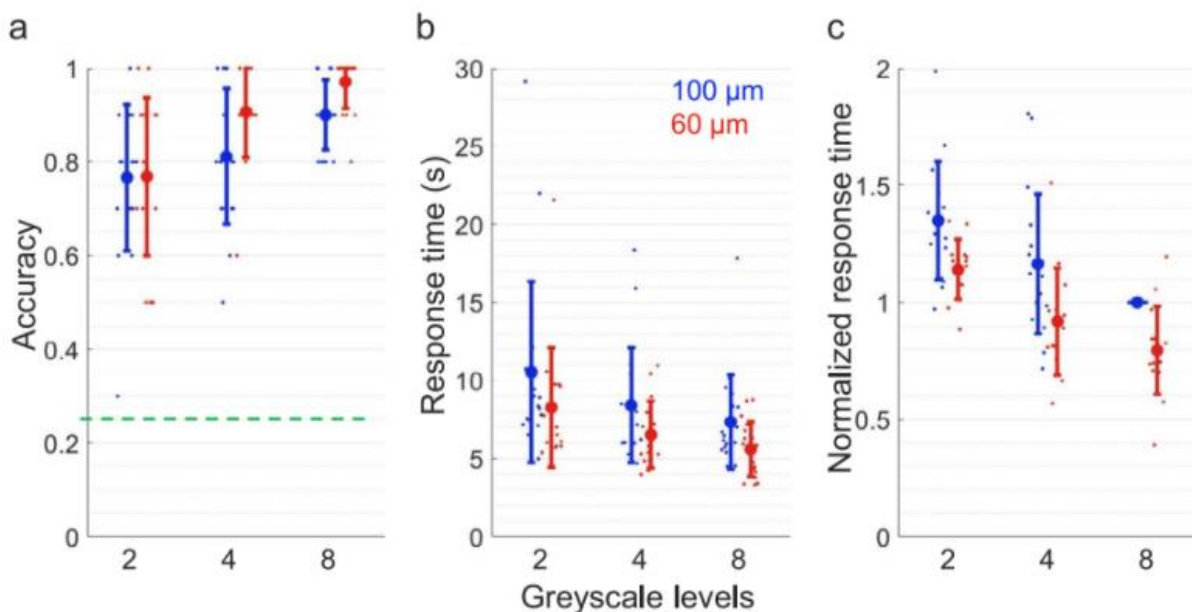 a
Accuracy
1
0.8
0.6
0.4
0.2
0
2 4 8
b
Response time (s)
30
25
20
15
10
5
0
100 µm
60 µm
2 4 8
Greyscale levels
c
Normalized response time
2
1.5
1
0.5
0
2 4 8